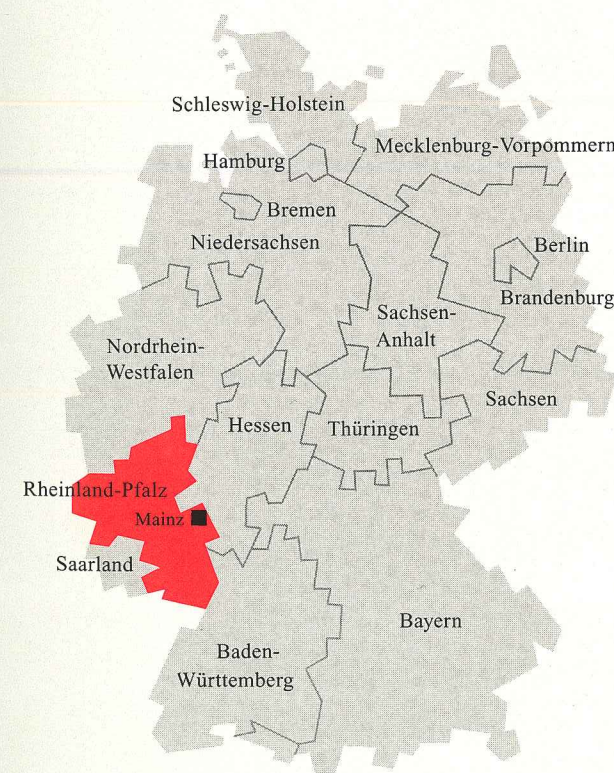 Schleswig-Holstein
Mecklenburg-Vorpommern
Hamburg
Bremen
Niedersachsen
Berlin
Brandenburg
Sachsen-
Anhalt
Nordrhein-
Westfalen
Sachsen
Hessen
Thüringen
Rheinland-Pfalz
Mainz
Saarland
Bayern
Baden-
Württemberg